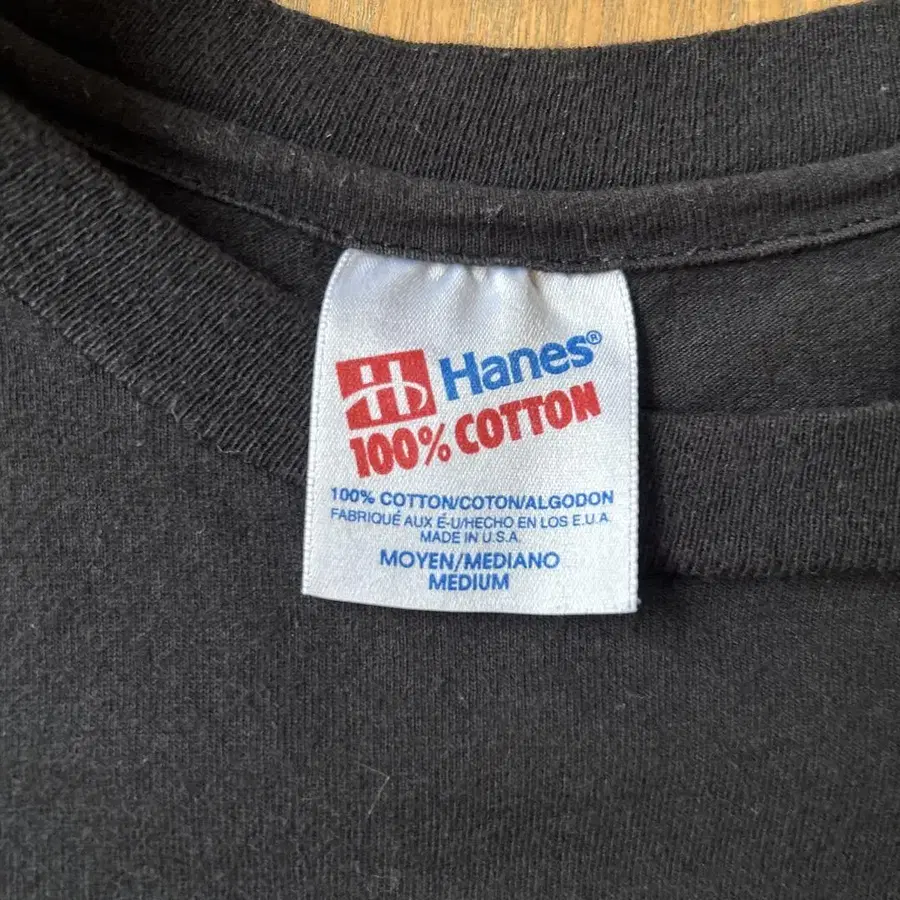 H Hanes®
100% COTTON
100% COTTON/COTON/ALGODON
FABRIQUÉ AUX É-U/HECHO EN LOS E.U.A.
MADE IN U.S.A.
MOYEN/MEDIANO
MEDIUM